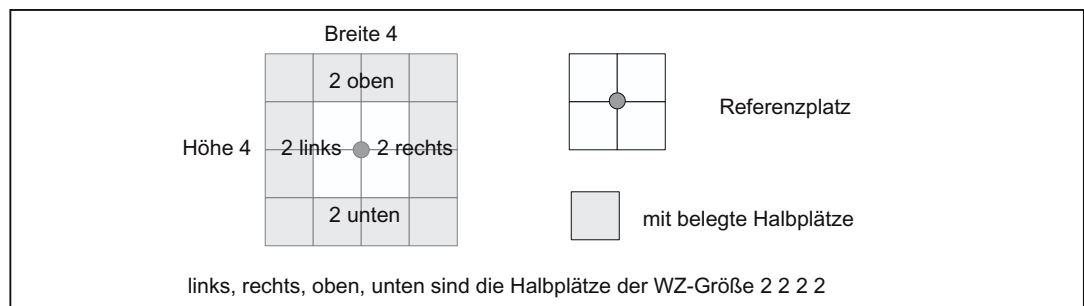 Breite 4
2 oben
Referenzplatz
Höhe 4 2 links 2 rechts
2 unten
mit belegte Halbplätze
links, rechts, oben, unten sind die Halbplätze der WZ-Größe 2 2 2 2